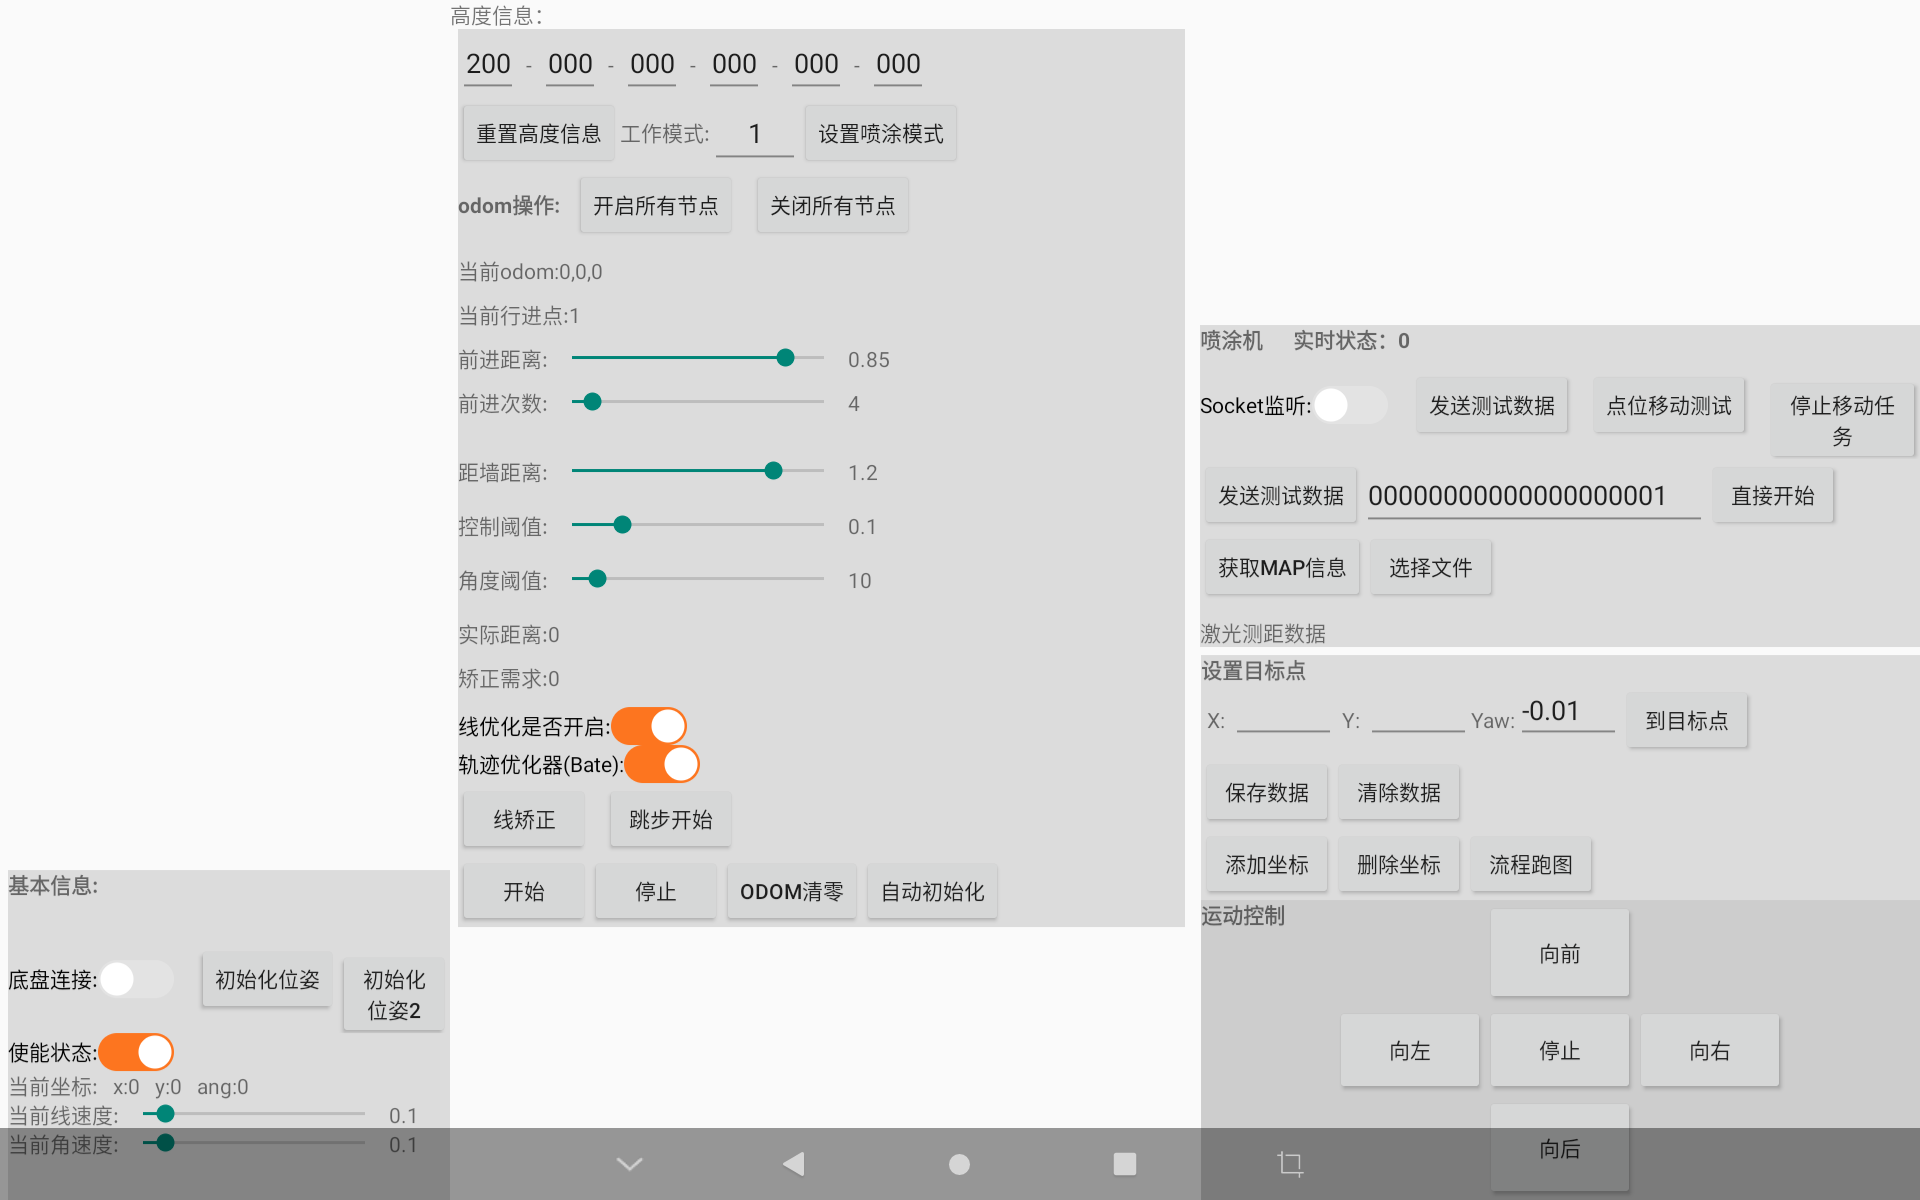 高度信息：
200 - 000 - 000 - 000 - 000 - 000
重置高度信息 工作模式: 1 设置喷涂模式
odom操作: 开启所有节点 关闭所有节点
当前odom:0,0,0
当前行进点:1
前进距离: 0.85
前进次数: 4
距墙距离: 1.2
控制阈值: 0.1
角度阈值: 10
实际距离:0
矫正需求:0
线优化是否开启:
轨迹优化器(Bate):
线矫正 跳步开始
开始 停止 ODOM清零 自动初始化
基本信息:
底盘连接: 初始化位姿 初始化
位姿2
使能状态:
当前坐标: x:0 y:0 ang:0
当前线速度: 0.1
当前角速度: 0.1
喷涂机 实时状态：0
Socket监听: 发送测试数据 点位移动测试 停止移动任
务
发送测试数据 00000000000000000001 直接开始
获取MAP信息 选择文件
激光测距数据
设置目标点
X: Y: Yaw: -0.01 到目标点
保存数据 清除数据
添加坐标 删除坐标 流程跑图
运动控制
向前
向左 停止 向右
向后